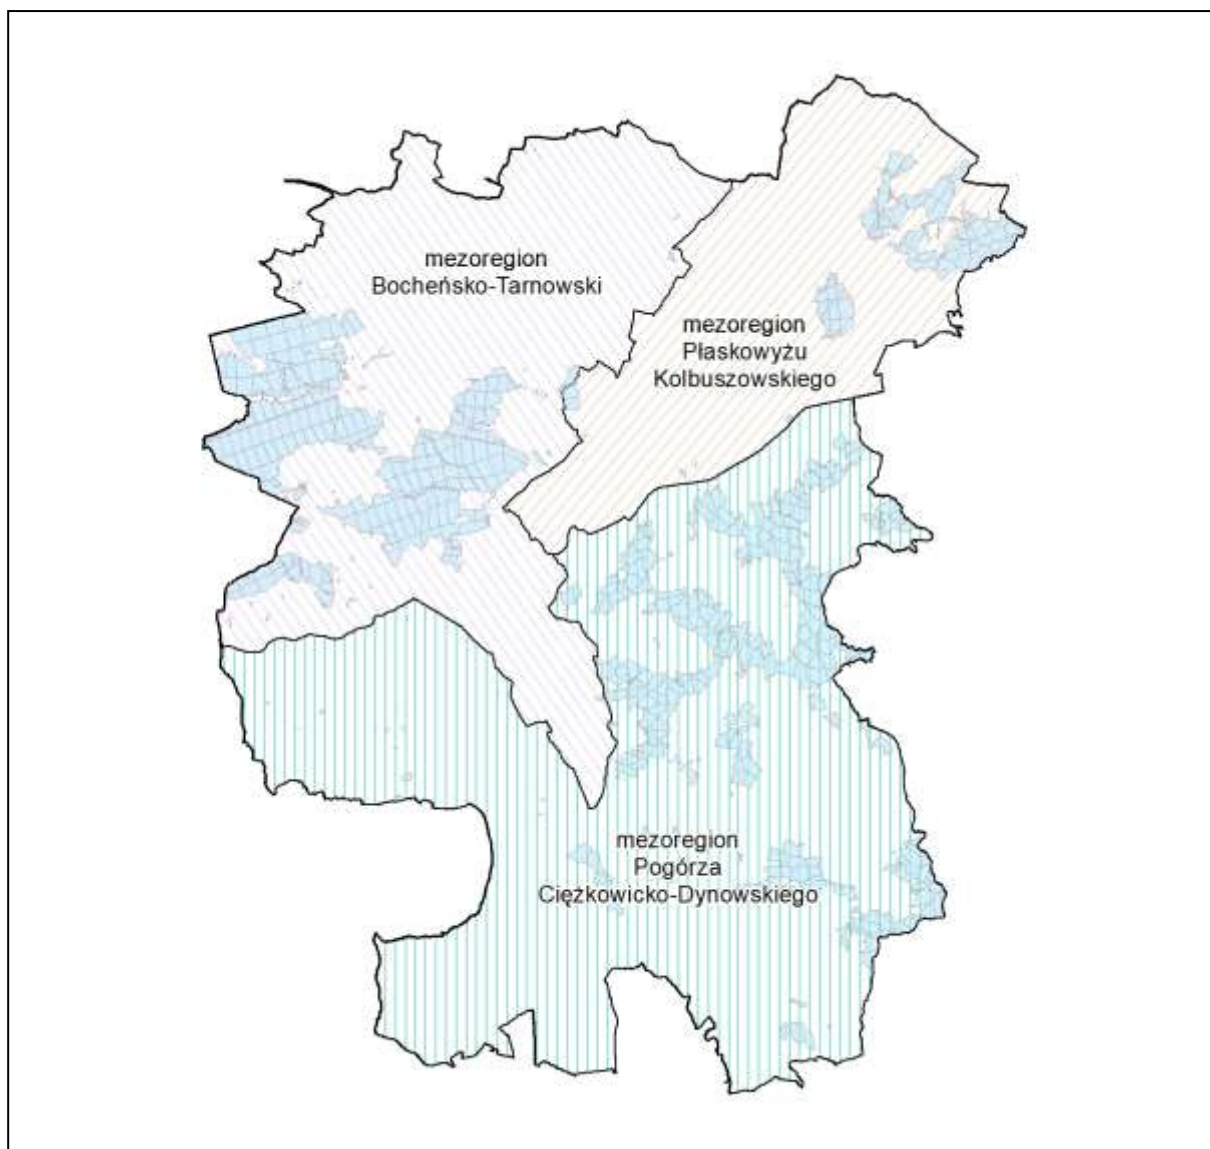 mezoregion
Bocheńsko-Tarnowski
mezoregion
Płaskowyżu
Kolbuszowskiego
mezoregion
Pogórza
Ciężkowicko-Dynowskiego